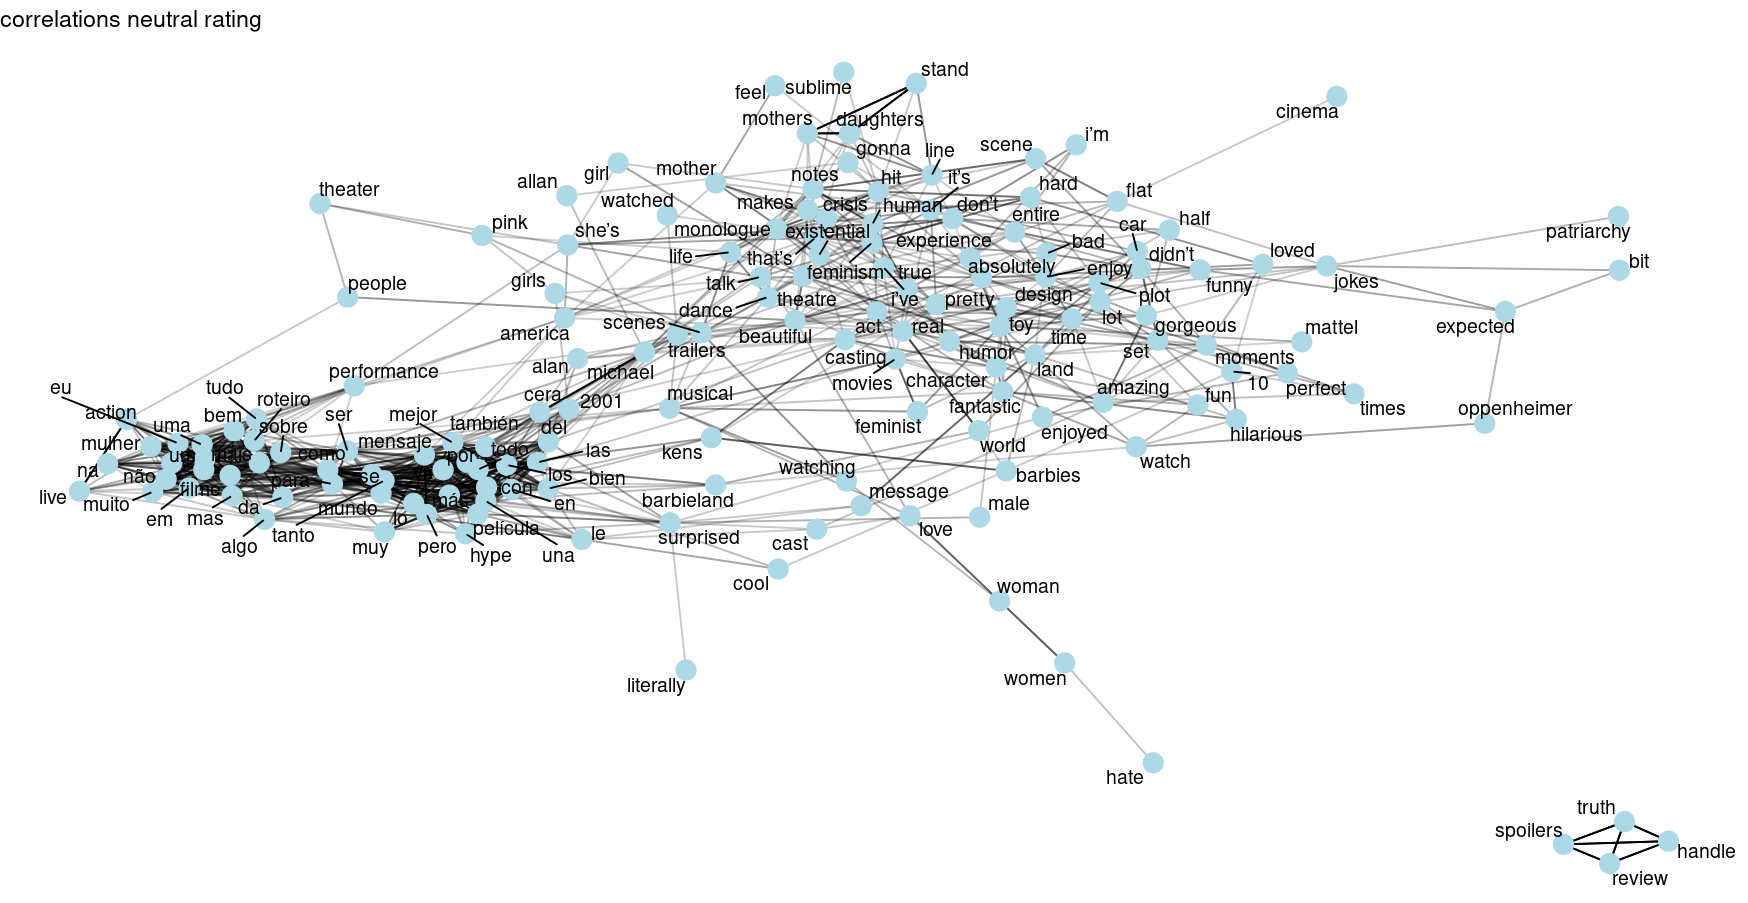 correlations neutral rating
stand
feel
sublime
cinema
mothers
daughters
i'm
gonna
line
scene
girl
mother
notes
hit
it's
theater
allan
hard
flat
watched
makes
crisis
human
don't
entire
car
half
pink
she's
monologue
existential
experience
bad
patriarchy
life
that's
absolutely
didn't
loved
bit
feminism
true
enjoy
girls
talk
funny
jokes
people
dance
theatre
i've
pretty
design
plot
scenes
america
beautiful
act
real
toy
lot
gorgeous
expected
mattel
trailers
time
set
alan
michael
casting
humor
moments
performance
movies
character
land
10
perfect
eu
tudo
roteiro
cera
2001
musical
amazing
fun
times
action
bem
ser
mejor
fantastic
oppenheimer
uma
sobre
también
del
feminist
enjoyed
hilarious
mulher
mensaje
um
mais
como
por
todo
las
kens
world
na
não
se
los
watching
barbies
watch
live
filme
para
con
bien
muito
da
más
en
barbieland
message
male
em
mas
mundo
lo
película
love
algo
tanto
muy
pero
hype
una
le
surprised
cast
cool
woman
literally
women
hate
truth
spoilers
handle
review